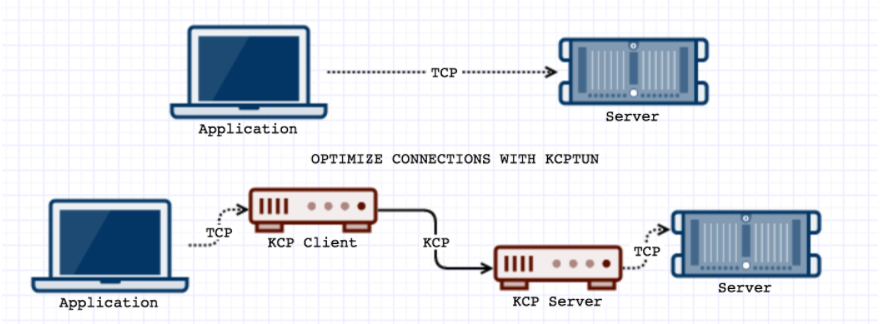 TCP
Application
Server
OPTIMIZE CONNECTIONS WITH KCPTUN
TCP
KCP Client
KCP
TCP
Application
KCP Server
Server